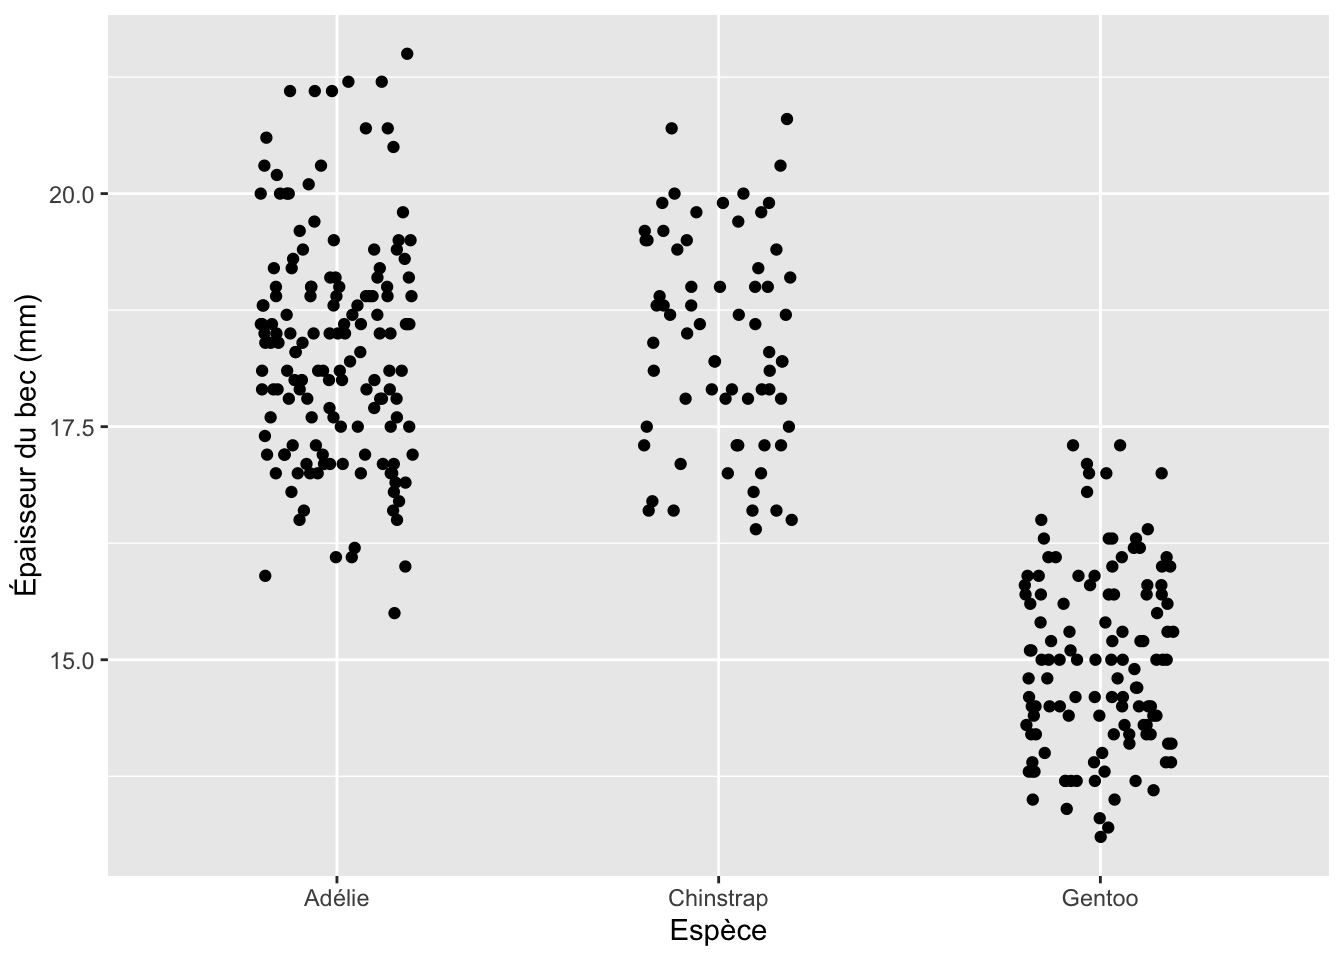 Épaisseur du bec (mm)
20.0
17.5
15.0
Adélie
Chinstrap
Gentoo
Espèce